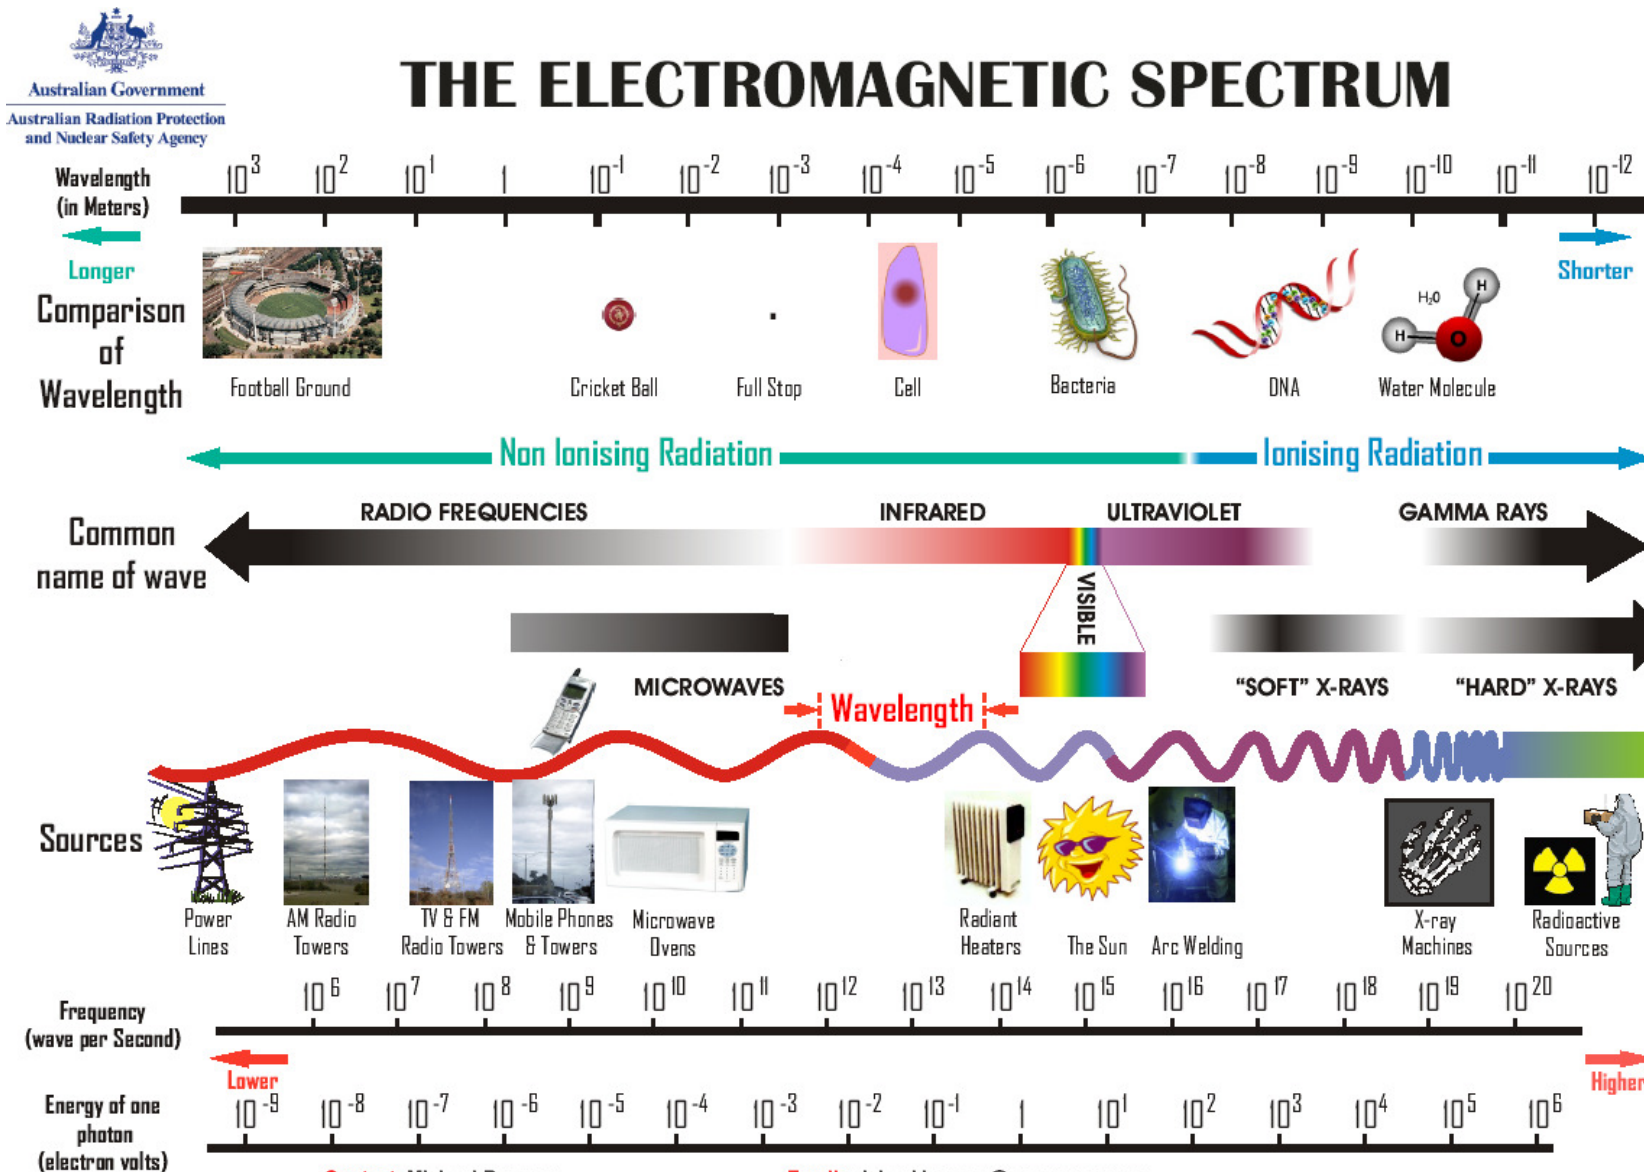 Australian Government
Australian Radiation Protection
and Nuclear Safety Agency
THE ELECTROMAGNETIC SPECTRUM
Wavelength
(in Meters)
10³ 10² 10¹ 1 10⁻¹ 10⁻² 10⁻³ 10⁻⁴ 10⁻⁵ 10⁻⁶ 10⁻⁷ 10⁻⁸ 10⁻⁹ 10⁻¹⁰ 10⁻¹¹ 10⁻¹²
Longer
Shorter
Comparison
of
Wavelength
H₂O
H
H
O
Football Ground
Cricket Ball
Full Stop
Cell
Bacteria
DNA
Water Molecule
Non Ionising Radiation
Ionising Radiation
Common
name of wave
RADIO FREQUENCIES
INFRARED
ULTRAVIOLET
GAMMA RAYS
VISIBLE
MICROWAVES
"SOFT" X-RAYS
"HARD" X-RAYS
Wavelength
Sources
Power
Lines
AM Radio
Towers
TV & FM
Radio Towers
Mobile Phones
& Towers
Microwave
Ovens
Radiant
Heaters
The Sun
Arc Welding
X-ray
Machines
Radioactive
Sources
Frequency
(wave per Second)
10⁶ 10⁷ 10⁸ 10⁹ 10¹⁰ 10¹¹ 10¹² 10¹³ 10¹⁴ 10¹⁵ 10¹⁶ 10¹⁷ 10¹⁸ 10¹⁹ 10²⁰
Lower
Higher
Energy of one
photon
(electron volts)
10⁻⁹ 10⁻⁸ 10⁻⁷ 10⁻⁶ 10⁻⁵ 10⁻⁴ 10⁻³ 10⁻² 10⁻¹ 1 10¹ 10² 10³ 10⁴ 10⁵ 10⁶